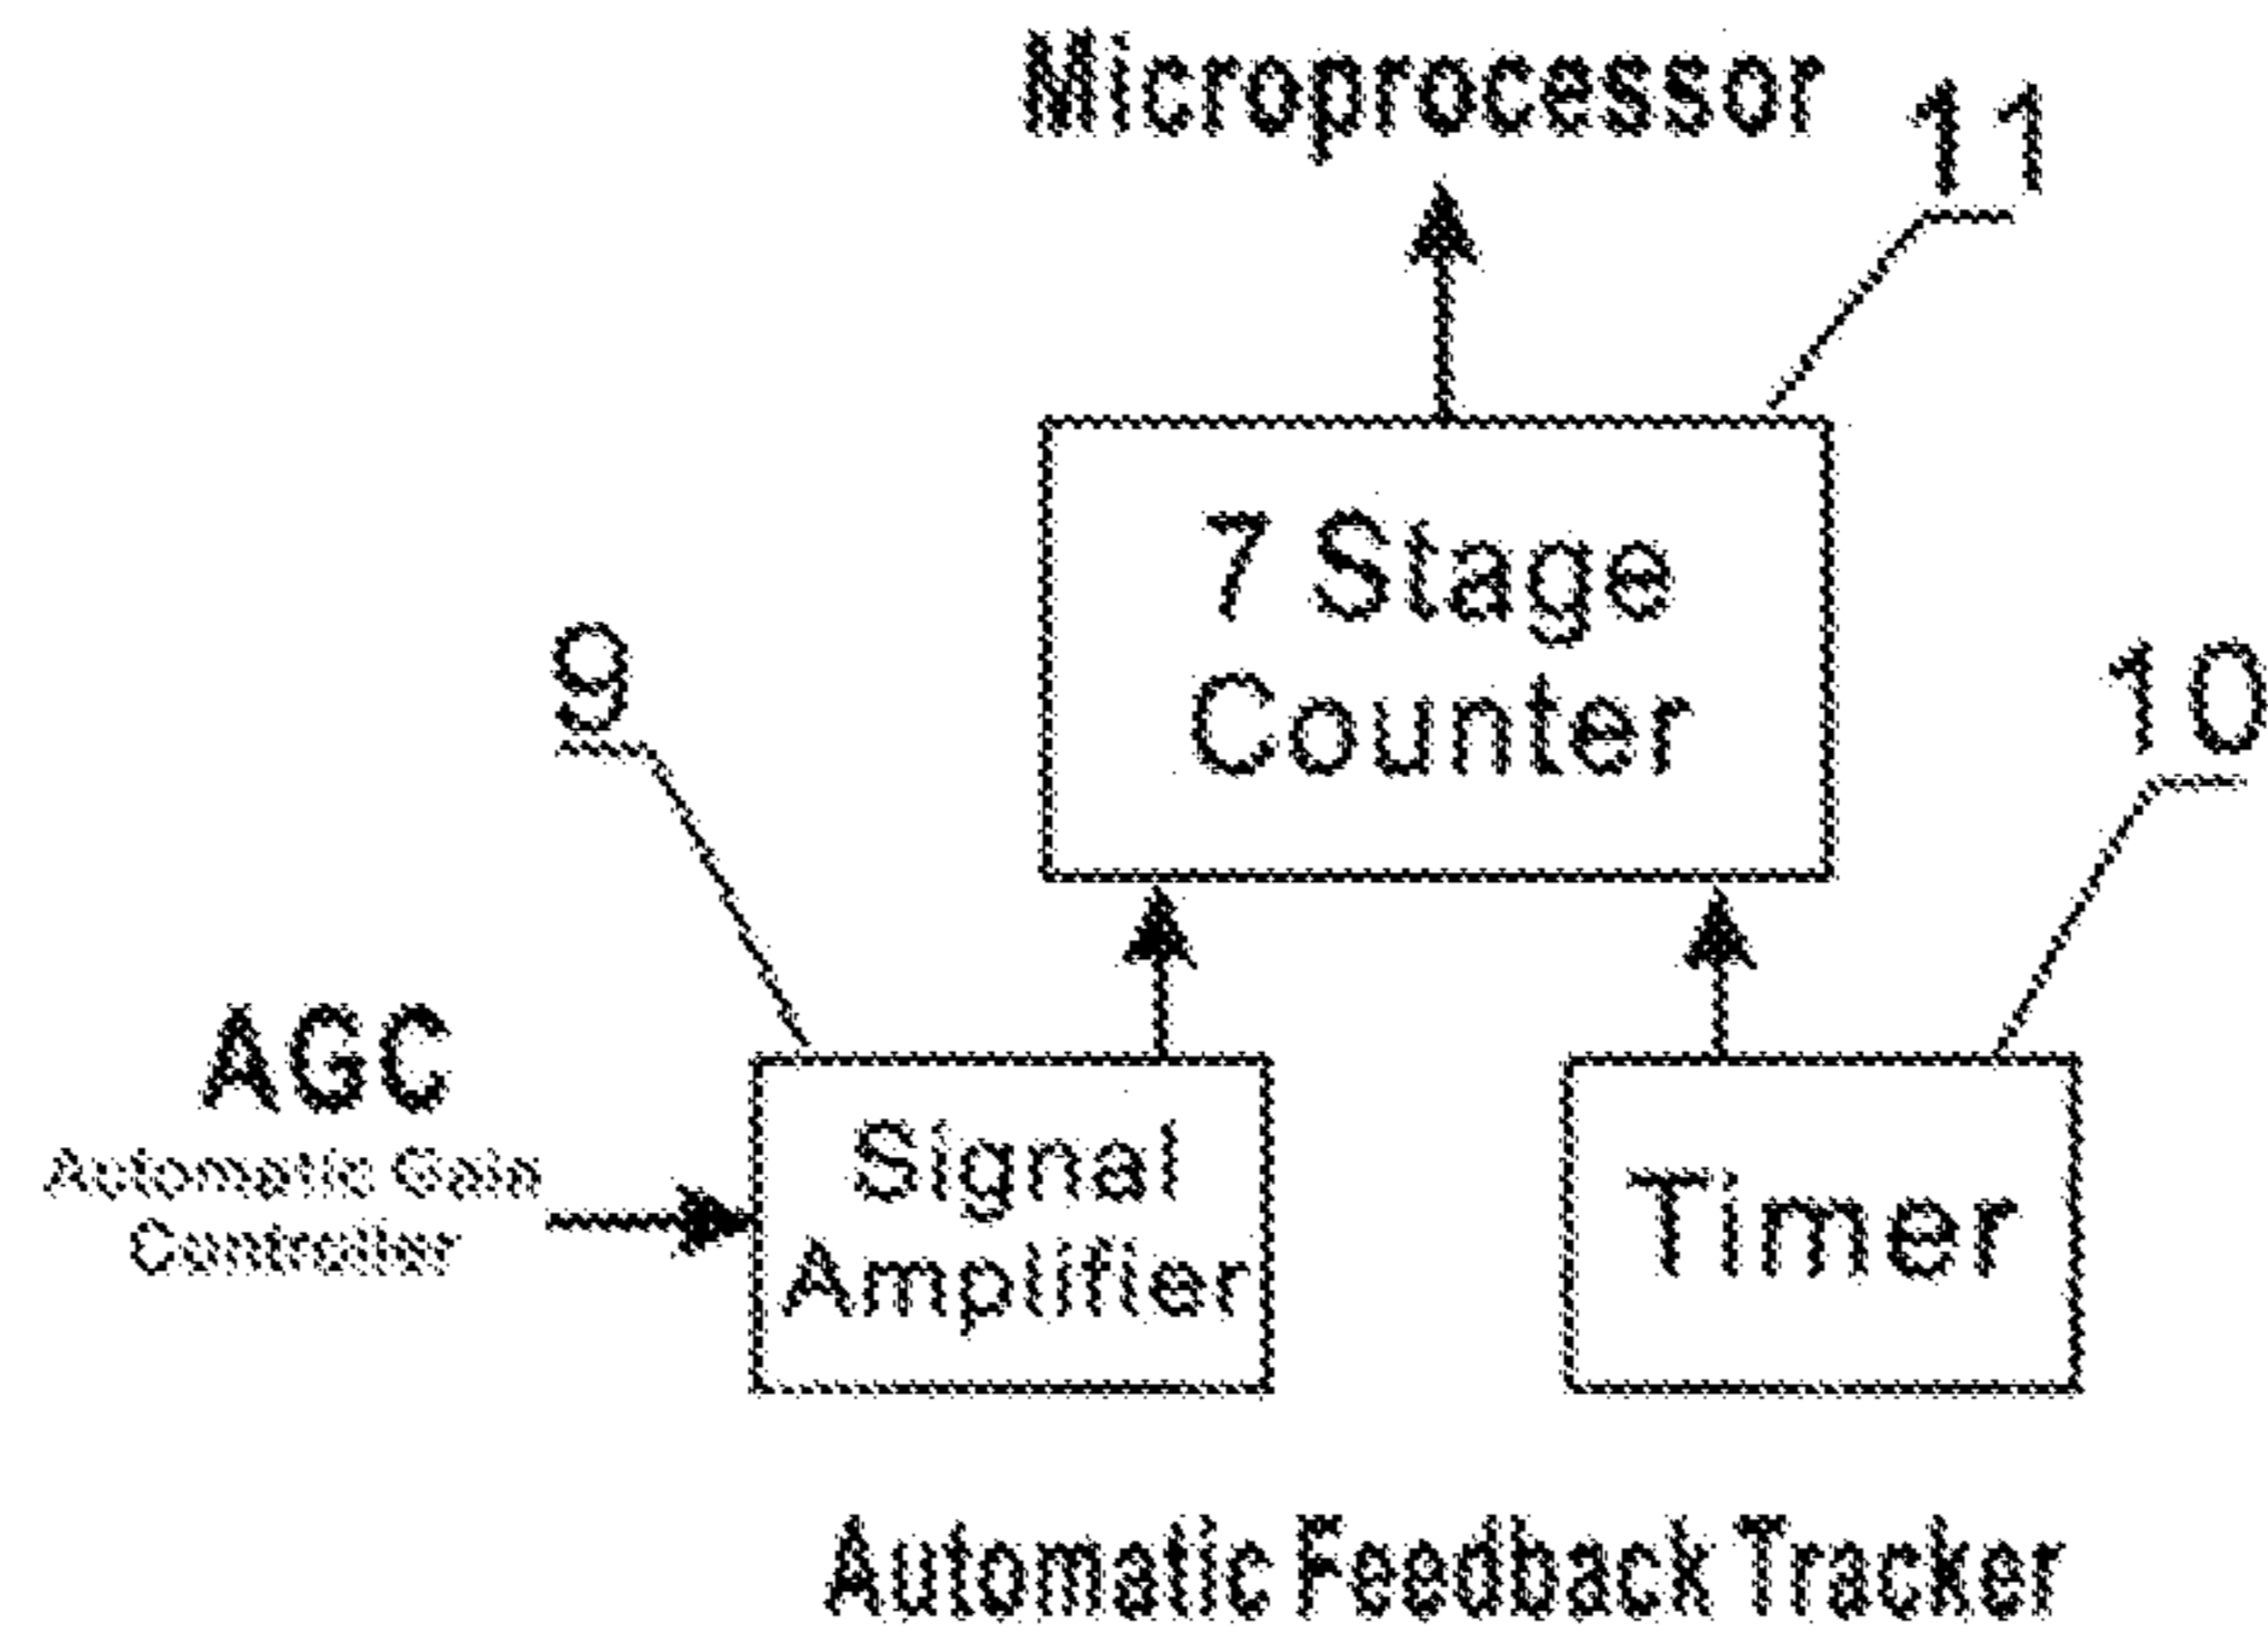 Microprocessor
11
7 Stage
Counter
9
10
AGC
Automatic Gain
Controller
Signal
Amplifier
Timer
Automatic Feedback Tracker